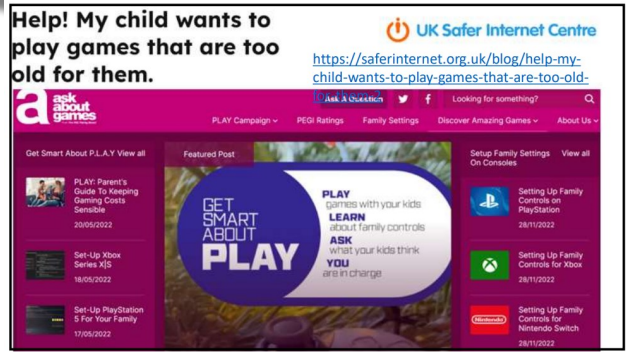 Help! My child wants to
play games that are too
old for them.
UK Safer Internet Centre
https://saferinternet.org.uk/blog/help-my-
child-wants-to-play-games-that-are-too-old-
ask
about
games
Ask A Question
Looking for something?
PLAY Campaign
PEGI Ratings
Family Settings
Discover Amazing Games
About Us
Get Smart About P.L.A.Y View all
PLAY: Parent's
Guide To Keeping
Gaming Costs
Sensible
20/05/2022
Set-Up Xbox
Series X|S
18/05/2022
Set-Up PlayStation
5 For Your Family
17/05/2022
Featured Post
GET
SMART
ABOUT
PLAY
PLAY
games with your kids
LEARN
about family controls
ASK
what your kids think
YOU
are in charge
Setup Family Settings
On Consoles
View all
Setting Up Family
Controls on
PlayStation
28/11/2022
Setting Up Family
Controls for Xbox
28/11/2022
Nintendo
Setting Up Family
Controls for
Nintendo Switch
28/11/2022